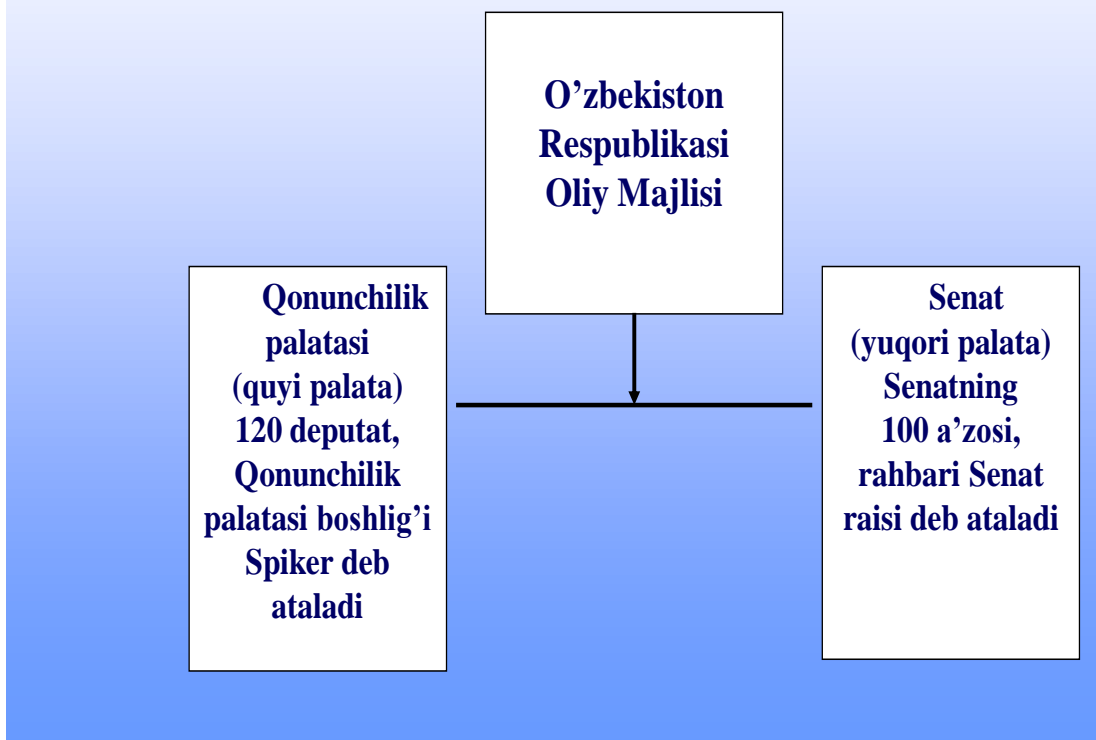 O’zbekiston
Respublikasi
Oliy Majlisi
Qonunchilik
palatasi
(quyi palata)
120 deputat,
Qonunchilik
palatasi boshlig’i
Spiker deb
ataladi
Senat
(yuqori palata)
Senatning
100 a’zosi,
rahbari Senat
raisi deb ataladi